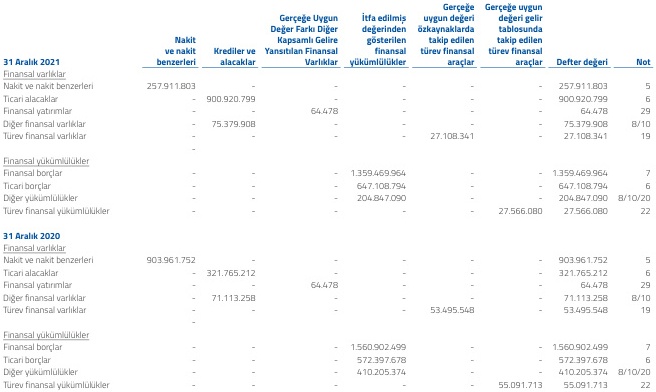 Gerçeğe Gerçeğe uygun
Gerçeğe Uygun İtfa edilmiş uygun değeri değeri gelir
Değer Farkı Diğer değerinden özkaynaklarda tablosunda
Nakit Kapsamlı Gelire gösterilen takip edilen takip edilen
ve nakit Krediler ve Yansıtılan Finansal finansal türev finansal türev finansal
31 Aralık 2021 benzerleri alacaklar Varlıklar yükümlülükler araçlar araçlar Defter değeri Not
Finansal varlıklar
Nakit ve nakit benzerleri 257.911.803 - - - - - 257.911.803 5
Ticari alacaklar - 900.920.799 - - - - 900.920.799 6
Finansal yatırımlar - - 64.478 - - - 64.478 29
Diğer finansal varlıklar - 75.379.908 - - - - 75.379.908 8/10
Türev finansal varlıklar - - - - 27.108.341 - 27.108.341 19
-
Finansal yükümlülükler
Finansal borçlar - - - 1.359.469.964 - - 1.359.469.964 7
Ticari borçlar - - - 647.108.794 - - 647.108.794 6
Diğer yükümlülükler - - - 204.847.090 - - 204.847.090 8/10/20
Türev finansal yükümlülükler - - - - - 27.566.080 27.566.080 22
31 Aralık 2020
Finansal varlıklar
Nakit ve nakit benzerleri 903.961.752 - - - - - 903.961.752 5
Ticari alacaklar - 321.765.212 - - - - 321.765.212 6
Finansal yatırımlar - - 64.478 - - - 64.478 29
Diğer finansal varlıklar - 71.113.258 - - - - 71.113.258 8/10
Türev finansal varlıklar - - - - 53.495.548 - 53.495.548 19
-
Finansal yükümlülükler
Finansal borçlar - - - 1.560.902.499 - - 1.560.902.499 7
Ticari borçlar - - - 572.397.678 - - 572.397.678 6
Diğer yükümlülükler - - - 410.205.374 - - 410.205.374 8/10/20
Türev finansal yükümlülükler - - - - - 55.091.713 55.091.713 22